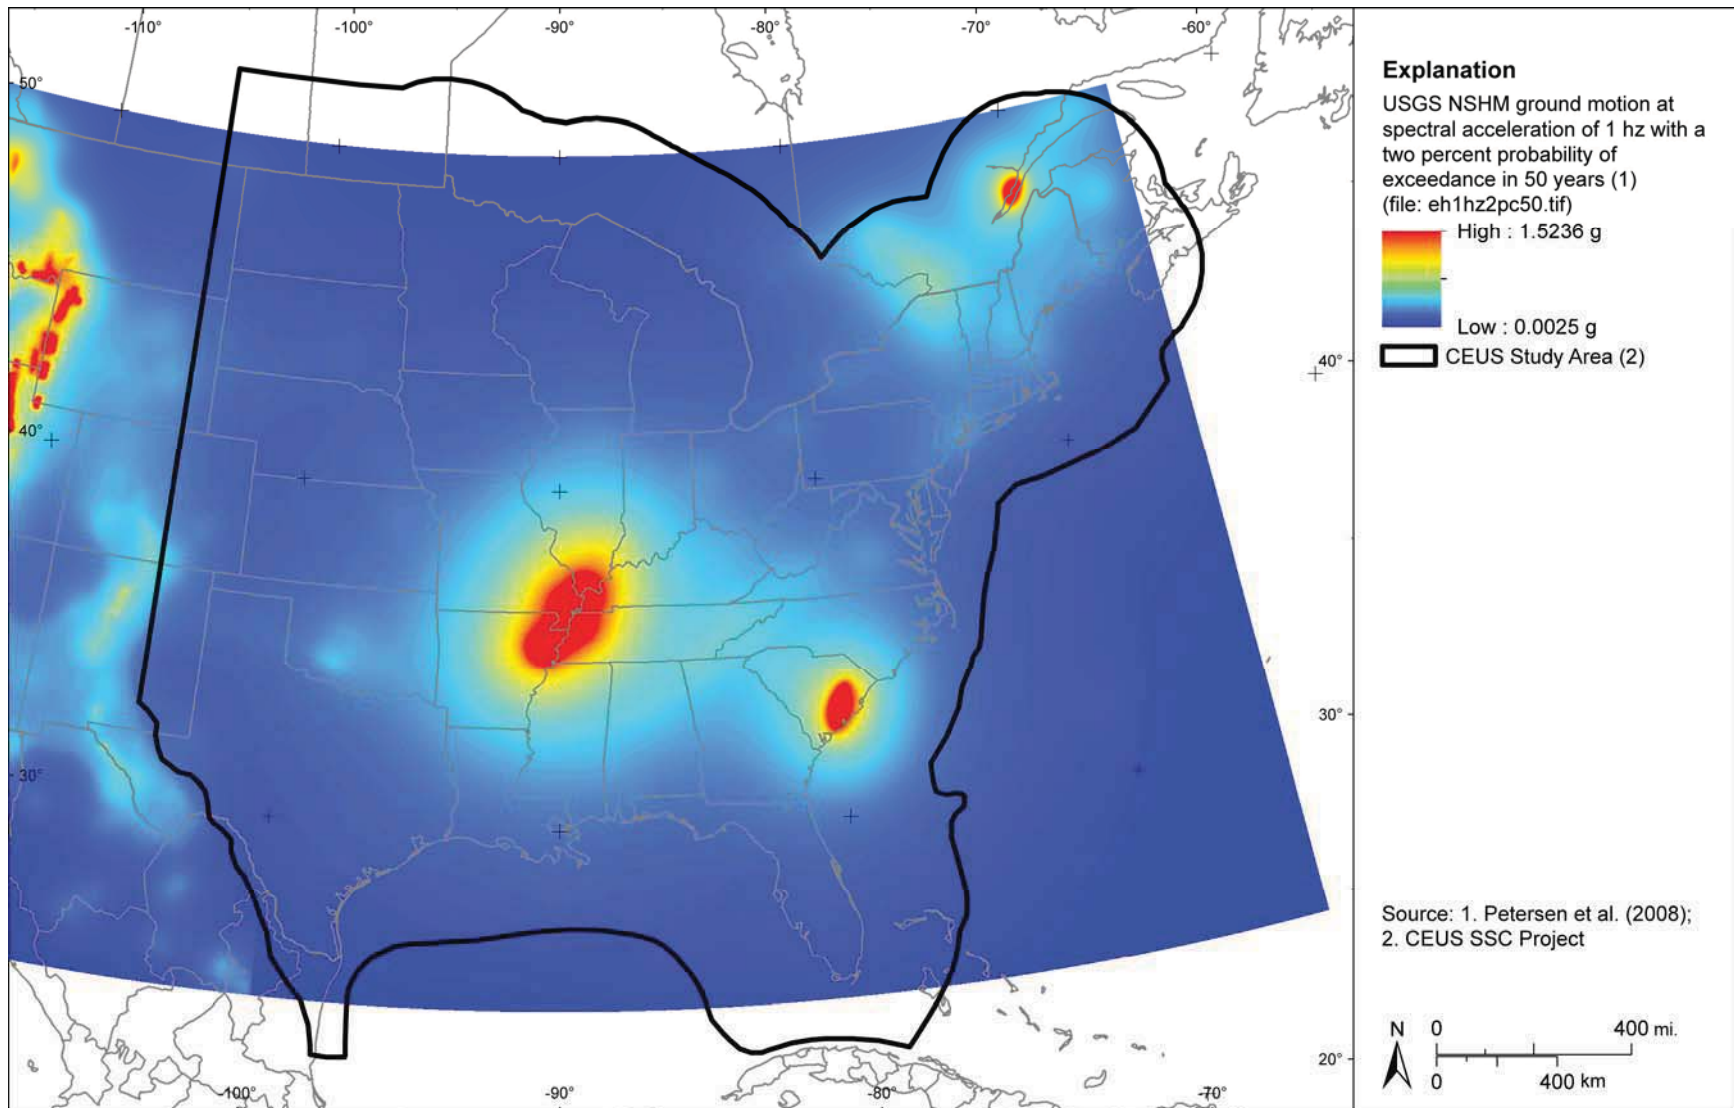 -110° -100° -90° -80° -70° -60°
50°
40°
30°
40°
30°
20°
-100° -90° -80° -70°
Explanation
USGS NSHM ground motion at
spectral acceleration of 1 hz with a
two percent probability of
exceedance in 50 years (1)
(file: eh1hz2pc50.tif)
High : 1.5236 g
Low : 0.0025 g
CEUS Study Area (2)
Source: 1. Petersen et al. (2008);
2. CEUS SSC Project
N 0 400 mi.
0 400 km